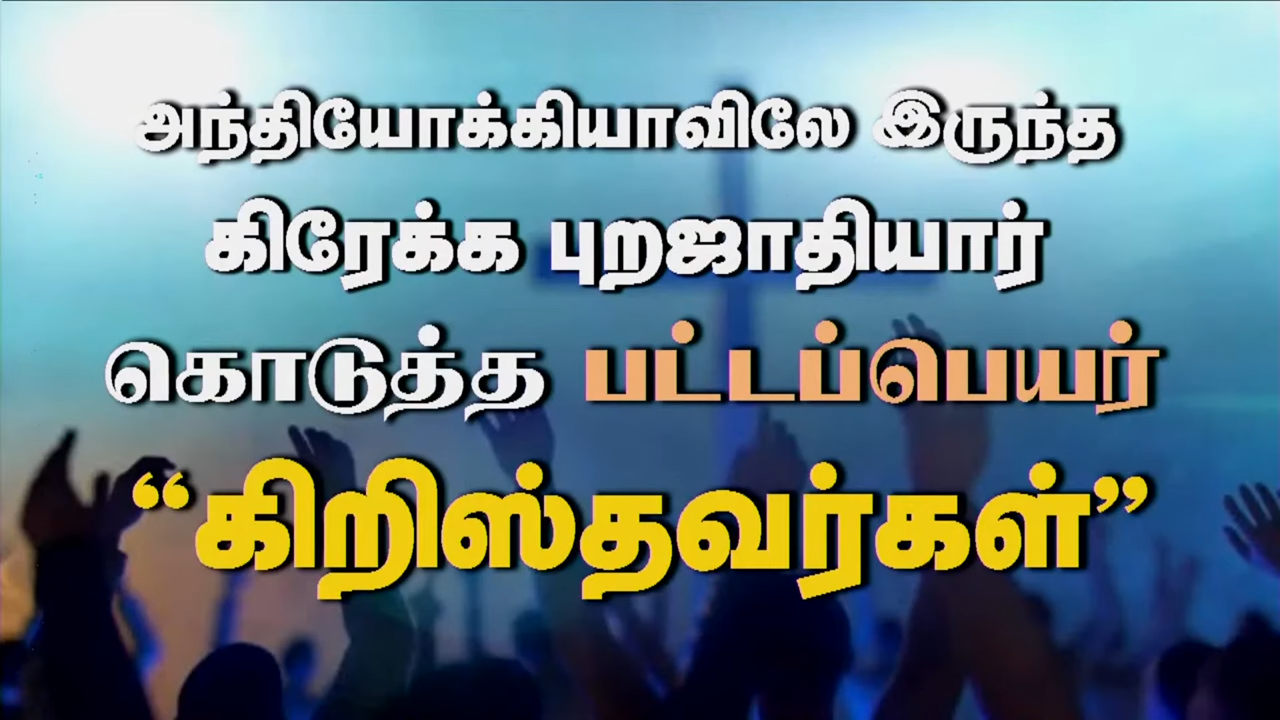 அந்தியோக்கியாவிலே இருந்த
கிரேக்க புறஜாதியார்
கொடுத்த பட்டப்பெயர்
“கிறிஸ்தவர்கள்”